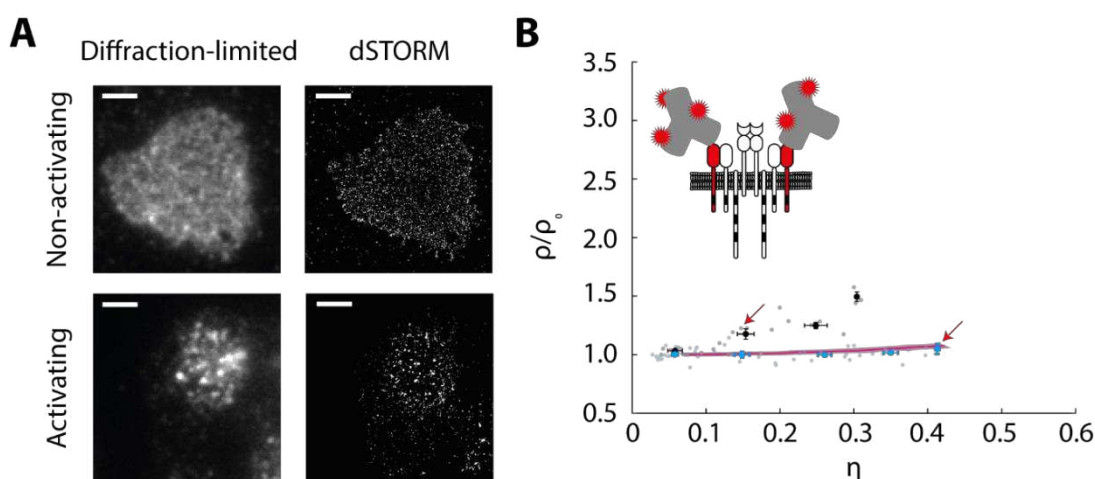 A
Diffraction-limited
dSTORM
Non-activating
Activating
B
3.5
3.0
2.5
2.0
1.5
1.0
0.5
ρ/ρ₀
0
0.1
0.2
0.3
0.4
0.5
0.6
η